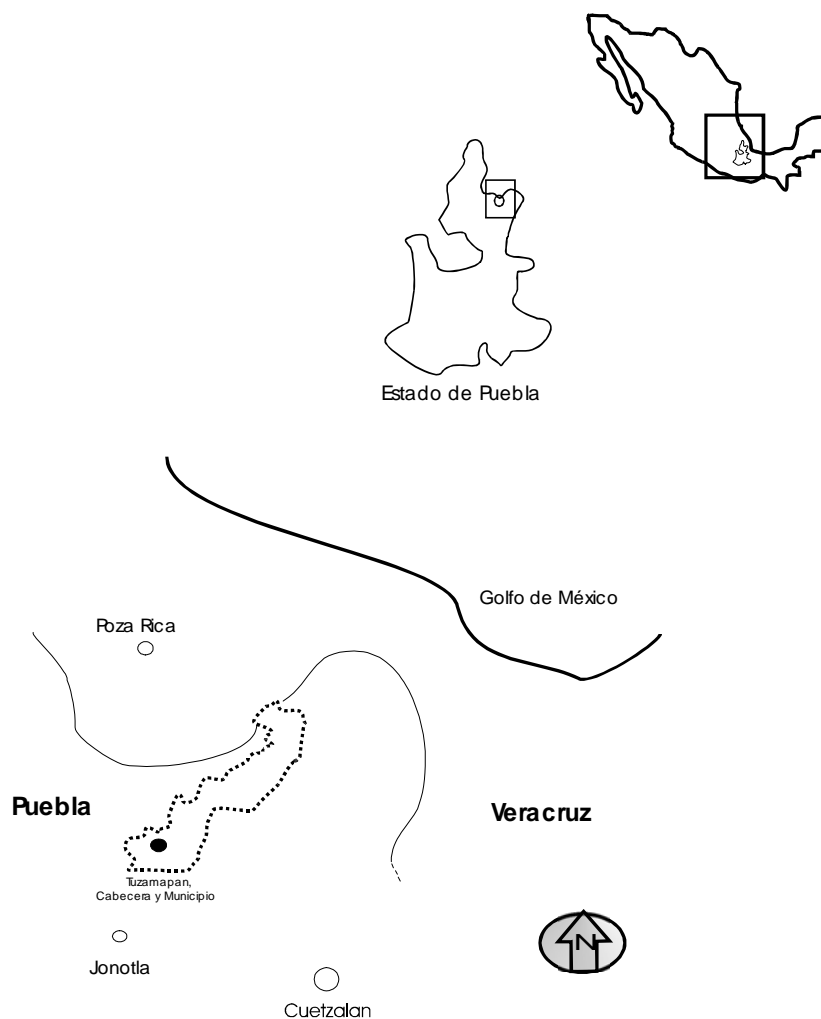 Estado de Puebla
Golfo de México
Poza Rica
Puebla
Veracruz
Tuzamapan,
Cabecera y Municipio
N
Jonotla
Cuetzalan